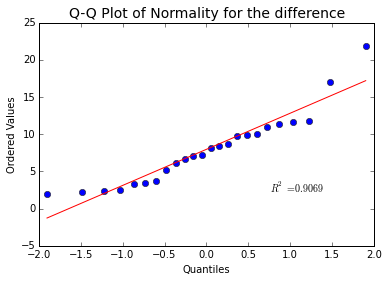 Q-Q Plot of Normality for the difference
25
20
15
10
5
0
−5
Ordered Values
R² =0.9069
−2.0 −1.5 −1.0 −0.5 0.0 0.5 1.0 1.5 2.0
Quantiles